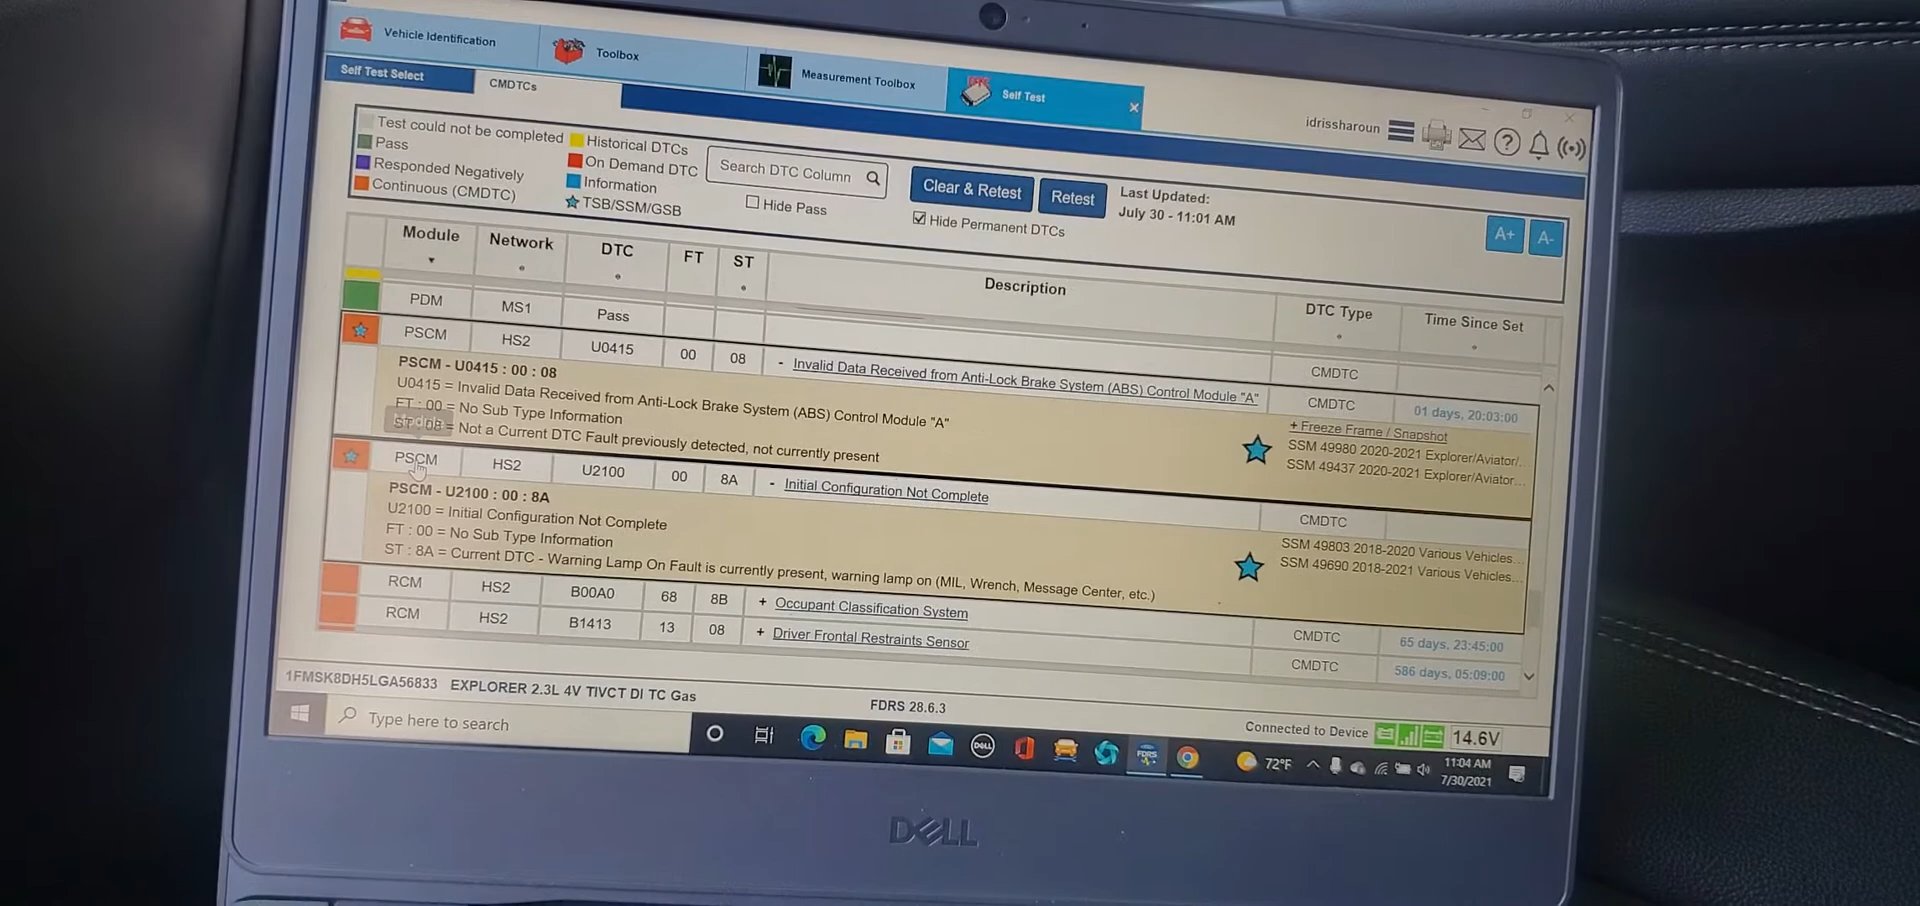 Vehicle Identification
Toolbox
Measurement Toolbox
Self Test
Self Test Select
CMDTCs
idrissharoun
Test could not be completed
Pass
Responded Negatively
Continuous (CMDTC)
Historical DTCs
On Demand DTC
Information
TSB/SSM/GSB
Search DTC Column
Hide Pass
Clear & Retest
Retest
Hide Permanent DTCs
Last Updated:
July 30 - 11:01 AM
A+ A-
Module Network DTC FT ST Description DTC Type Time Since Set
PDM MS1 Pass
PSCM HS2 U0415 00 08 - Invalid Data Received from Anti-Lock Brake System (ABS) Control Module "A" CMDTC
CMDTC 01 days, 20:03:00
PSCM - U0415 : 00 : 08
U0415 = Invalid Data Received from Anti-Lock Brake System (ABS) Control Module "A"
FT : 00 = No Sub Type Information
ST : 08 = Not a Current DTC Fault previously detected, not currently present
+ Freeze Frame / Snapshot
SSM 49980 2020-2021 Explorer/Aviator/...
SSM 49437 2020-2021 Explorer/Aviator...
Module
PSCM HS2 U2100 00 8A - Initial Configuration Not Complete CMDTC
PSCM - U2100 : 00 : 8A
U2100 = Initial Configuration Not Complete
FT : 00 = No Sub Type Information
ST : 8A = Current DTC - Warning Lamp On Fault is currently present, warning lamp on (MIL, Wrench, Message Center, etc.)
SSM 49803 2018-2020 Various Vehicles...
SSM 49690 2018-2021 Various Vehicles...
RCM HS2 B00A0 68 8B + Occupant Classification System CMDTC 65 days, 23:45:00
RCM HS2 B1413 13 08 + Driver Frontal Restraints Sensor CMDTC 586 days, 05:09:00
1FMSK8DH5LGA56833 EXPLORER 2.3L 4V TIVCT DI TC Gas
FDRS 28.6.3
Connected to Device 14.6V
Type here to search
DELL
FDRS
72°F
11:04 AM
7/30/2021
DELL